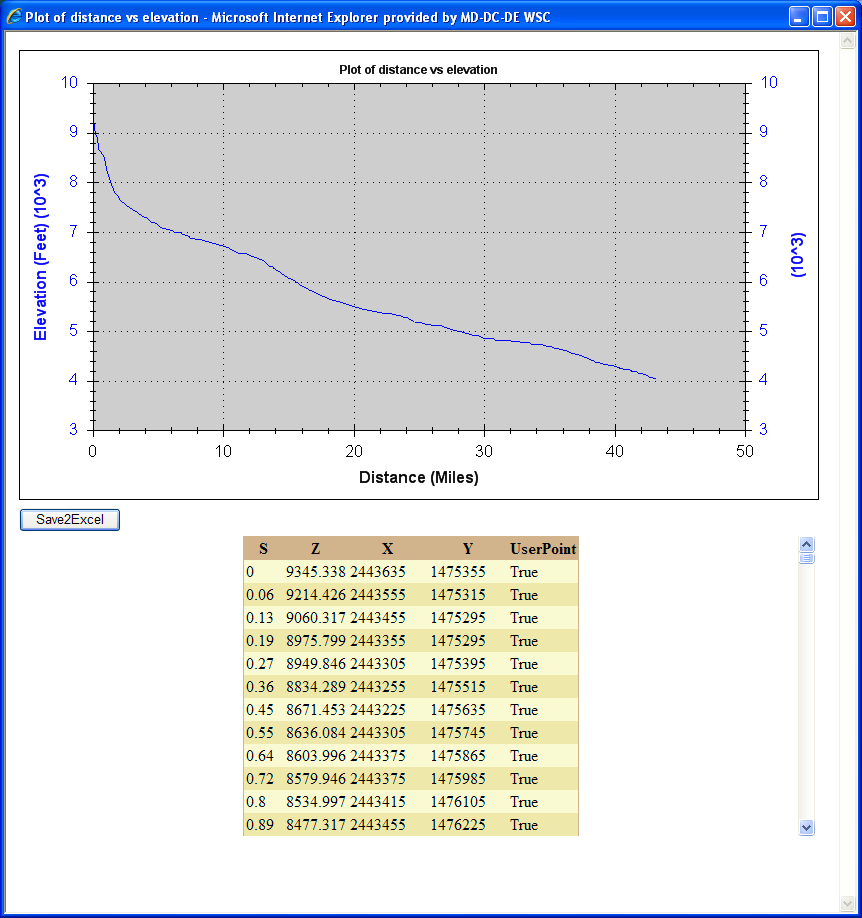 Plot of distance vs elevation - Microsoft Internet Explorer provided by MD-DC-DE WSC
Plot of distance vs elevation
10 10
9 9
8 8
7 7
6 6
5 5
4 4
3 3
Elevation (Feet) (10^3)
(10^3)
0 10 20 30 40 50
Distance (Miles)
Save2Excel
S Z X Y UserPoint
0 9345.338 2443635 1475355 True
0.06 9214.426 2443555 1475315 True
0.13 9060.317 2443455 1475295 True
0.19 8975.799 2443355 1475295 True
0.27 8949.846 2443305 1475395 True
0.36 8834.289 2443255 1475515 True
0.45 8671.453 2443225 1475635 True
0.55 8636.084 2443305 1475745 True
0.64 8603.996 2443375 1475865 True
0.72 8579.946 2443375 1475985 True
0.8 8534.997 2443415 1476105 True
0.89 8477.317 2443455 1476225 True